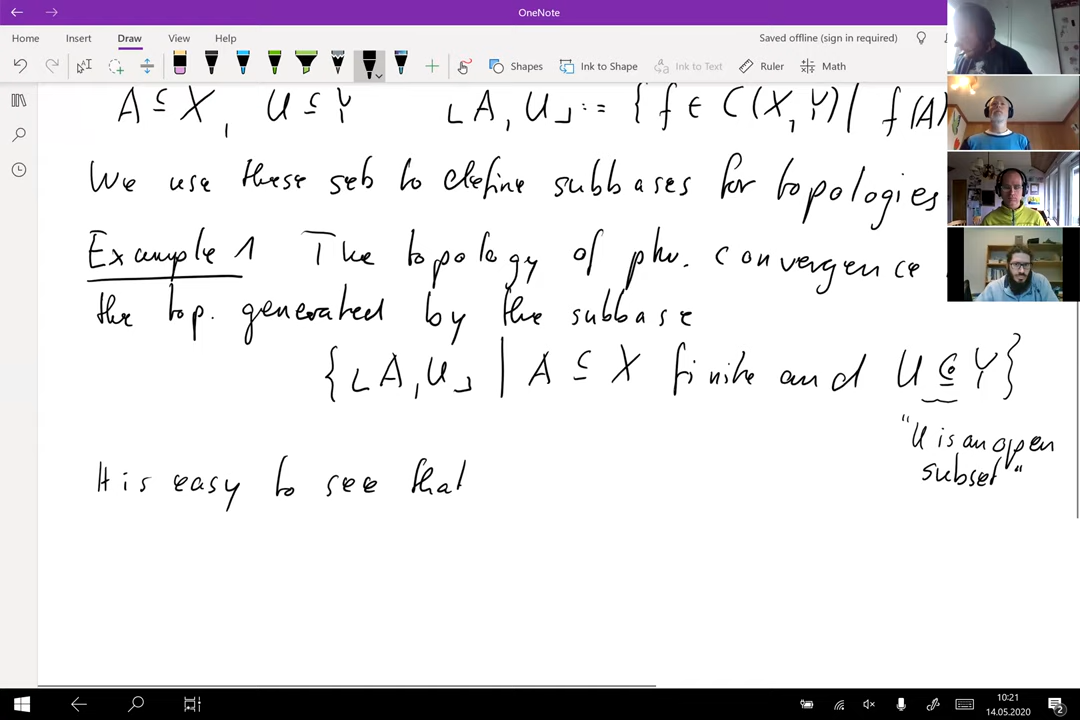 OneNote
Home Insert Draw View Help
Saved offline (sign in required)
Shapes Ink to Shape Ink to Text Ruler Math
A ⊆ X, U ⊆ Y ⌊A, U⌋ := { f ∈ C(X, Y) | f(A)
We use these sets to define subbases for topologies
Example 1 The topology of ptw. convergence
the top. generated by the subbase
{ ⌊A, U⌋ | A ⊆ X finite and U ⊆ Y }
"U is an open
subset"
It is easy to see that
10:21
14.05.2020
2